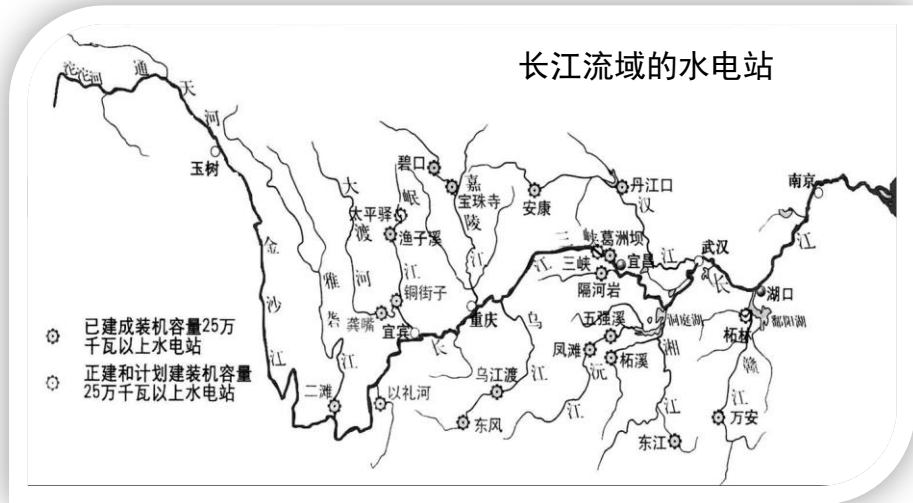 长江流域的水电站
沱沱河
通天河
玉树
金沙江
雅砻江
大渡河
岷江
嘉陵江
碧口
宝珠寺
太平驿
渔子溪
铜街子
龚嘴
宜宾
重庆
长江
二滩
以礼河
乌江
乌江渡
东风
安康
丹江口
汉江
三峡
葛洲坝
宜昌
三峡
隔河岩
武汉
长江
南京
湖口
鄱阳湖
柘林
赣江
万安
洞庭湖
五强溪
凤滩
柘溪
沅江
湘江
东江
已建成装机容量25万
千瓦以上水电站
正建和计划建装机容量
25万千瓦以上水电站